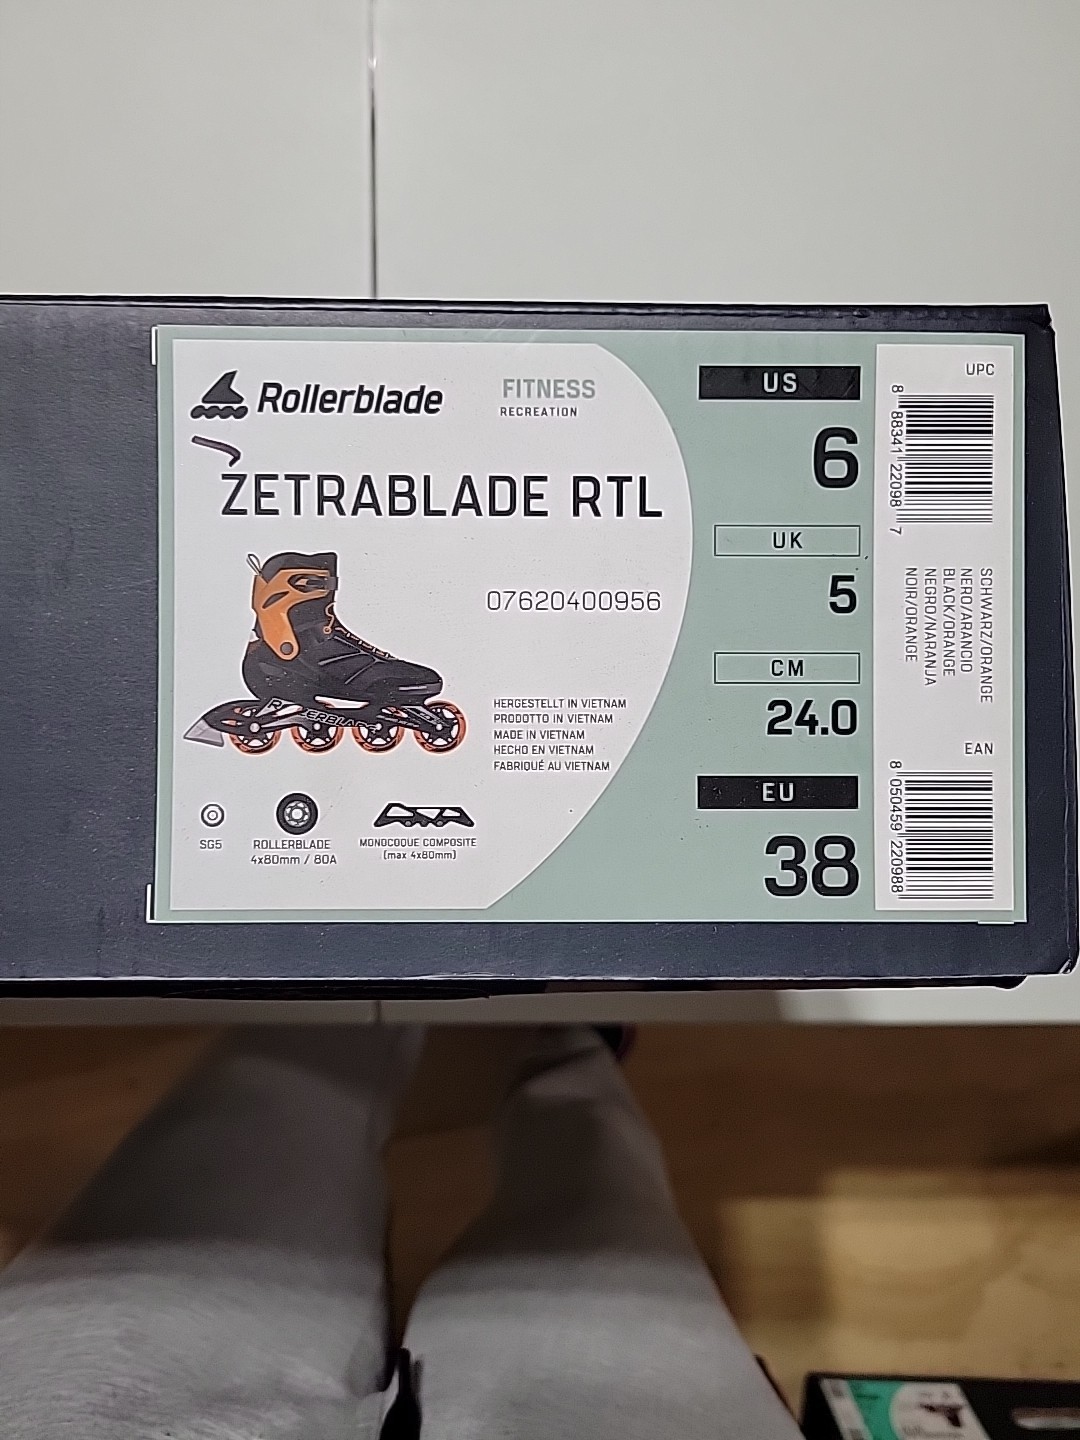 Rollerblade
FITNESS
RECREATION
ZETRABLADE RTL
07620400956
ROLLERBLADE
HERGESTELLT IN VIETNAM
PRODOTTO IN VIETNAM
MADE IN VIETNAM
HECHO EN VIETNAM
FABRIQUÉ AU VIETNAM
SG5
ROLLERBLADE
4x80mm / 80A
MONOCOQUE COMPOSITE
(max 4x80mm)
US
6
UK
5
CM
24.0
EU
38
UPC
8 88341 22098 7
SCHWARZ/ORANGE
NERO/ARANCIO
BLACK/ORANGE
NEGRO/NARANJA
NOIR/ORANGE
EAN
8 050459 220988